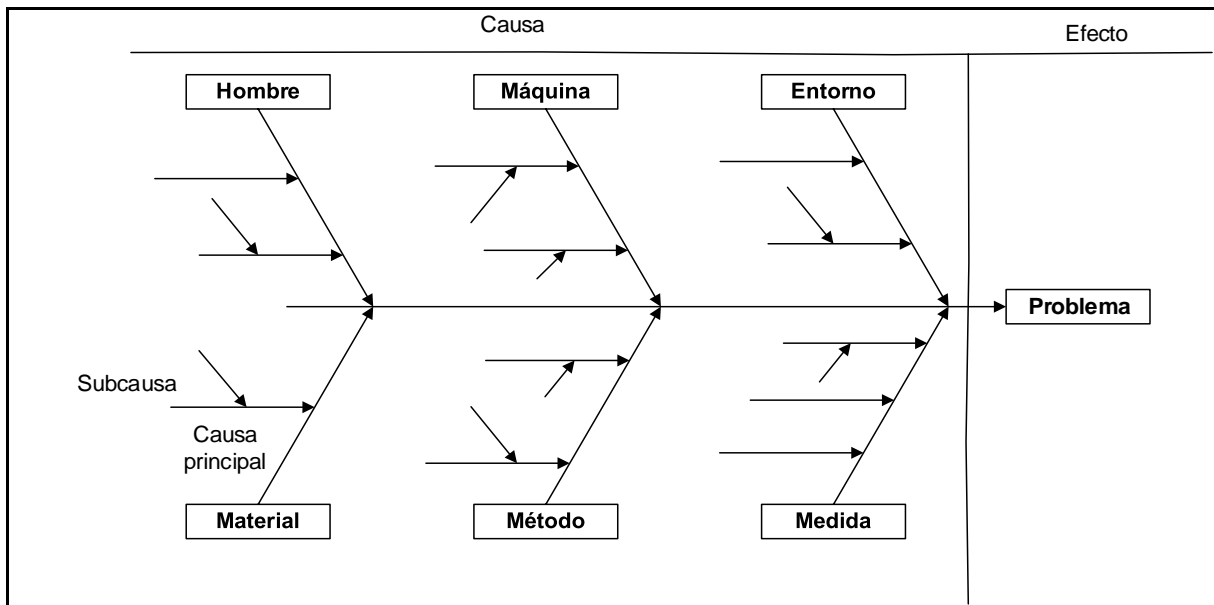 Causa
Efecto
Hombre
Máquina
Entorno
Problema
Subcausa
Causa
principal
Material
Método
Medida